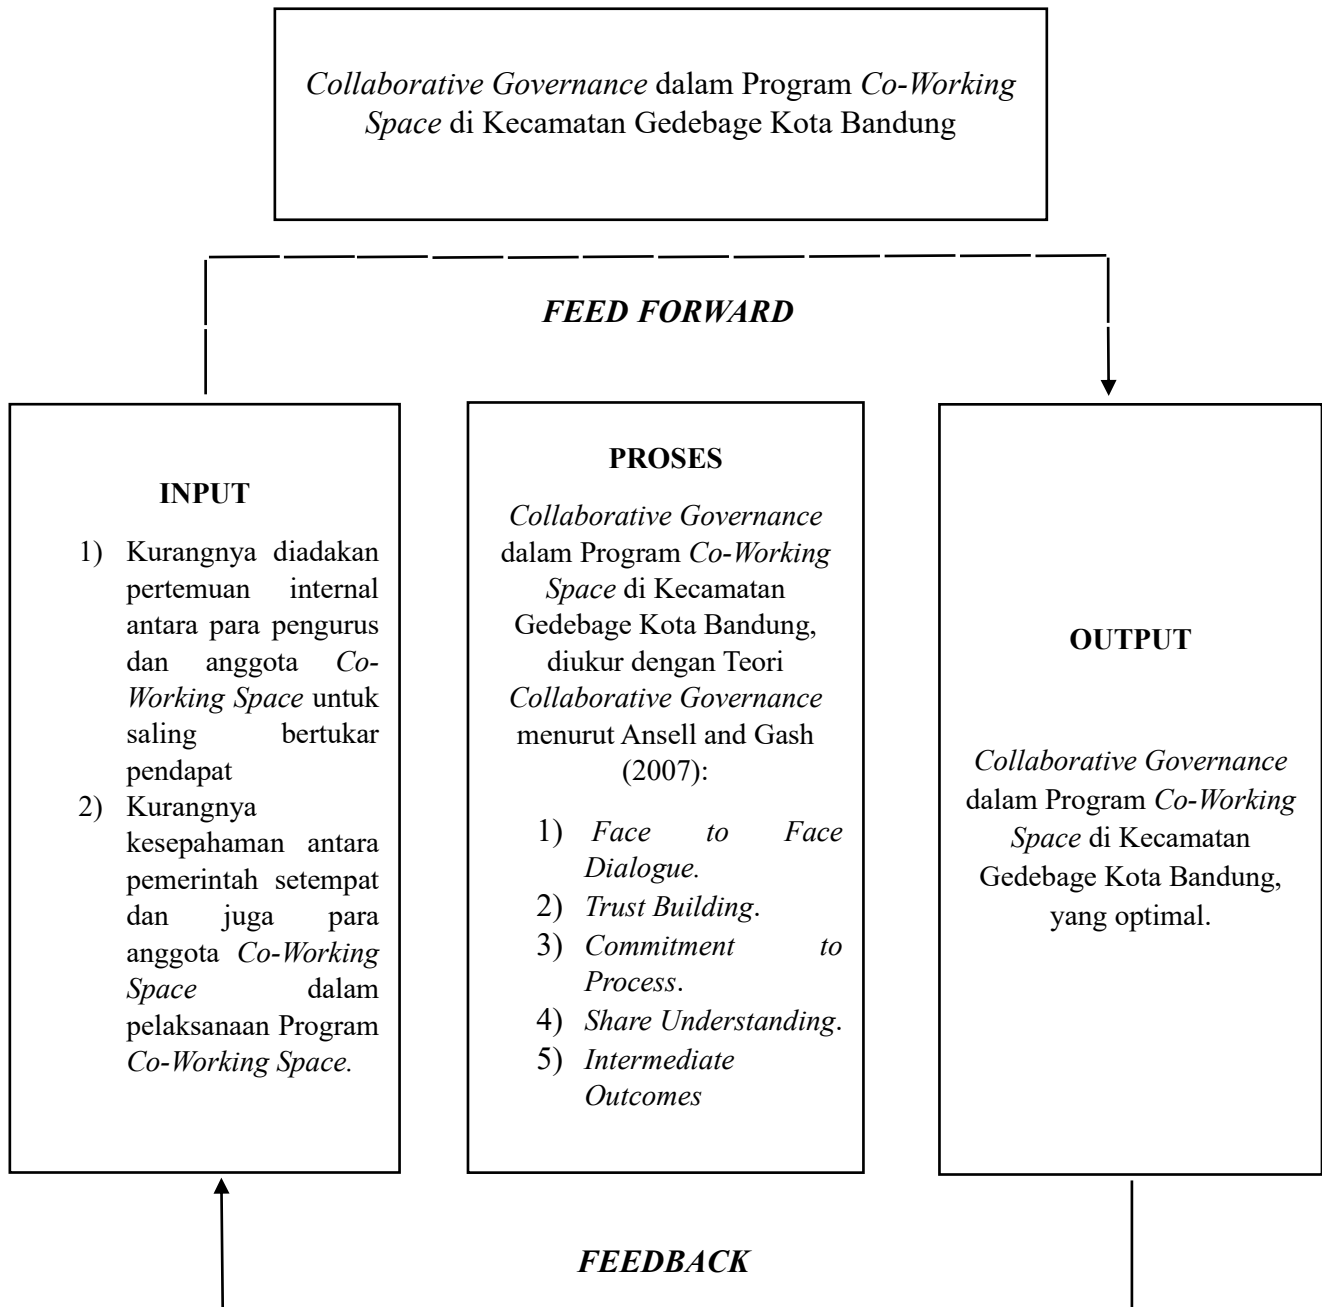 Collaborative Governance dalam Program Co-Working
Space di Kecamatan Gedebage Kota Bandung
FEED FORWARD
INPUT
1) Kurangnya diadakan
pertemuan internal
antara para pengurus
dan anggota Co-
Working Space untuk
saling bertukar
pendapat
2) Kurangnya
kesepahaman antara
pemerintah setempat
dan juga para
anggota Co-Working
Space dalam
pelaksanaan Program
Co-Working Space.
PROSES
Collaborative Governance
dalam Program Co-Working
Space di Kecamatan
Gedebage Kota Bandung,
diukur dengan Teori
Collaborative Governance
menurut Ansell and Gash
(2007):
1) Face to Face
Dialogue.
2) Trust Building.
3) Commitment to
Process.
4) Share Understanding.
5) Intermediate
Outcomes
OUTPUT
Collaborative Governance
dalam Program Co-Working
Space di Kecamatan
Gedebage Kota Bandung,
yang optimal.
FEEDBACK